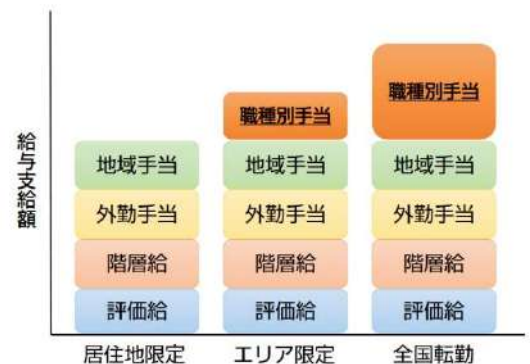 給与支給額
職種別手当
職種別手当
地域手当
地域手当
地域手当
外勤手当
外勤手当
外勤手当
階層給
階層給
階層給
評価給
評価給
評価給
居住地限定
エリア限定
全国転勤